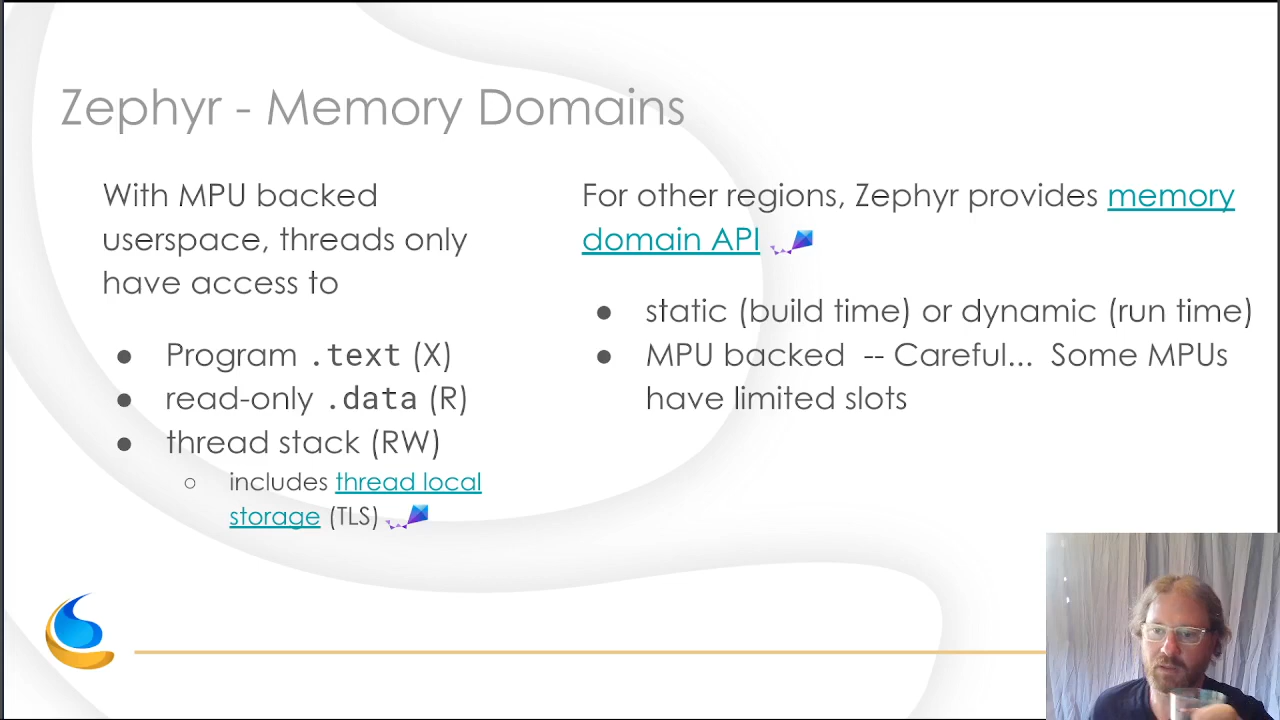 Zephyr - Memory Domains
With MPU backed
userspace, threads only
have access to
● Program .text (X)
● read-only .data (R)
● thread stack (RW)
○ includes thread local
storage (TLS)
For other regions, Zephyr provides memory
domain API
● static (build time) or dynamic (run time)
● MPU backed -- Careful... Some MPUs
have limited slots